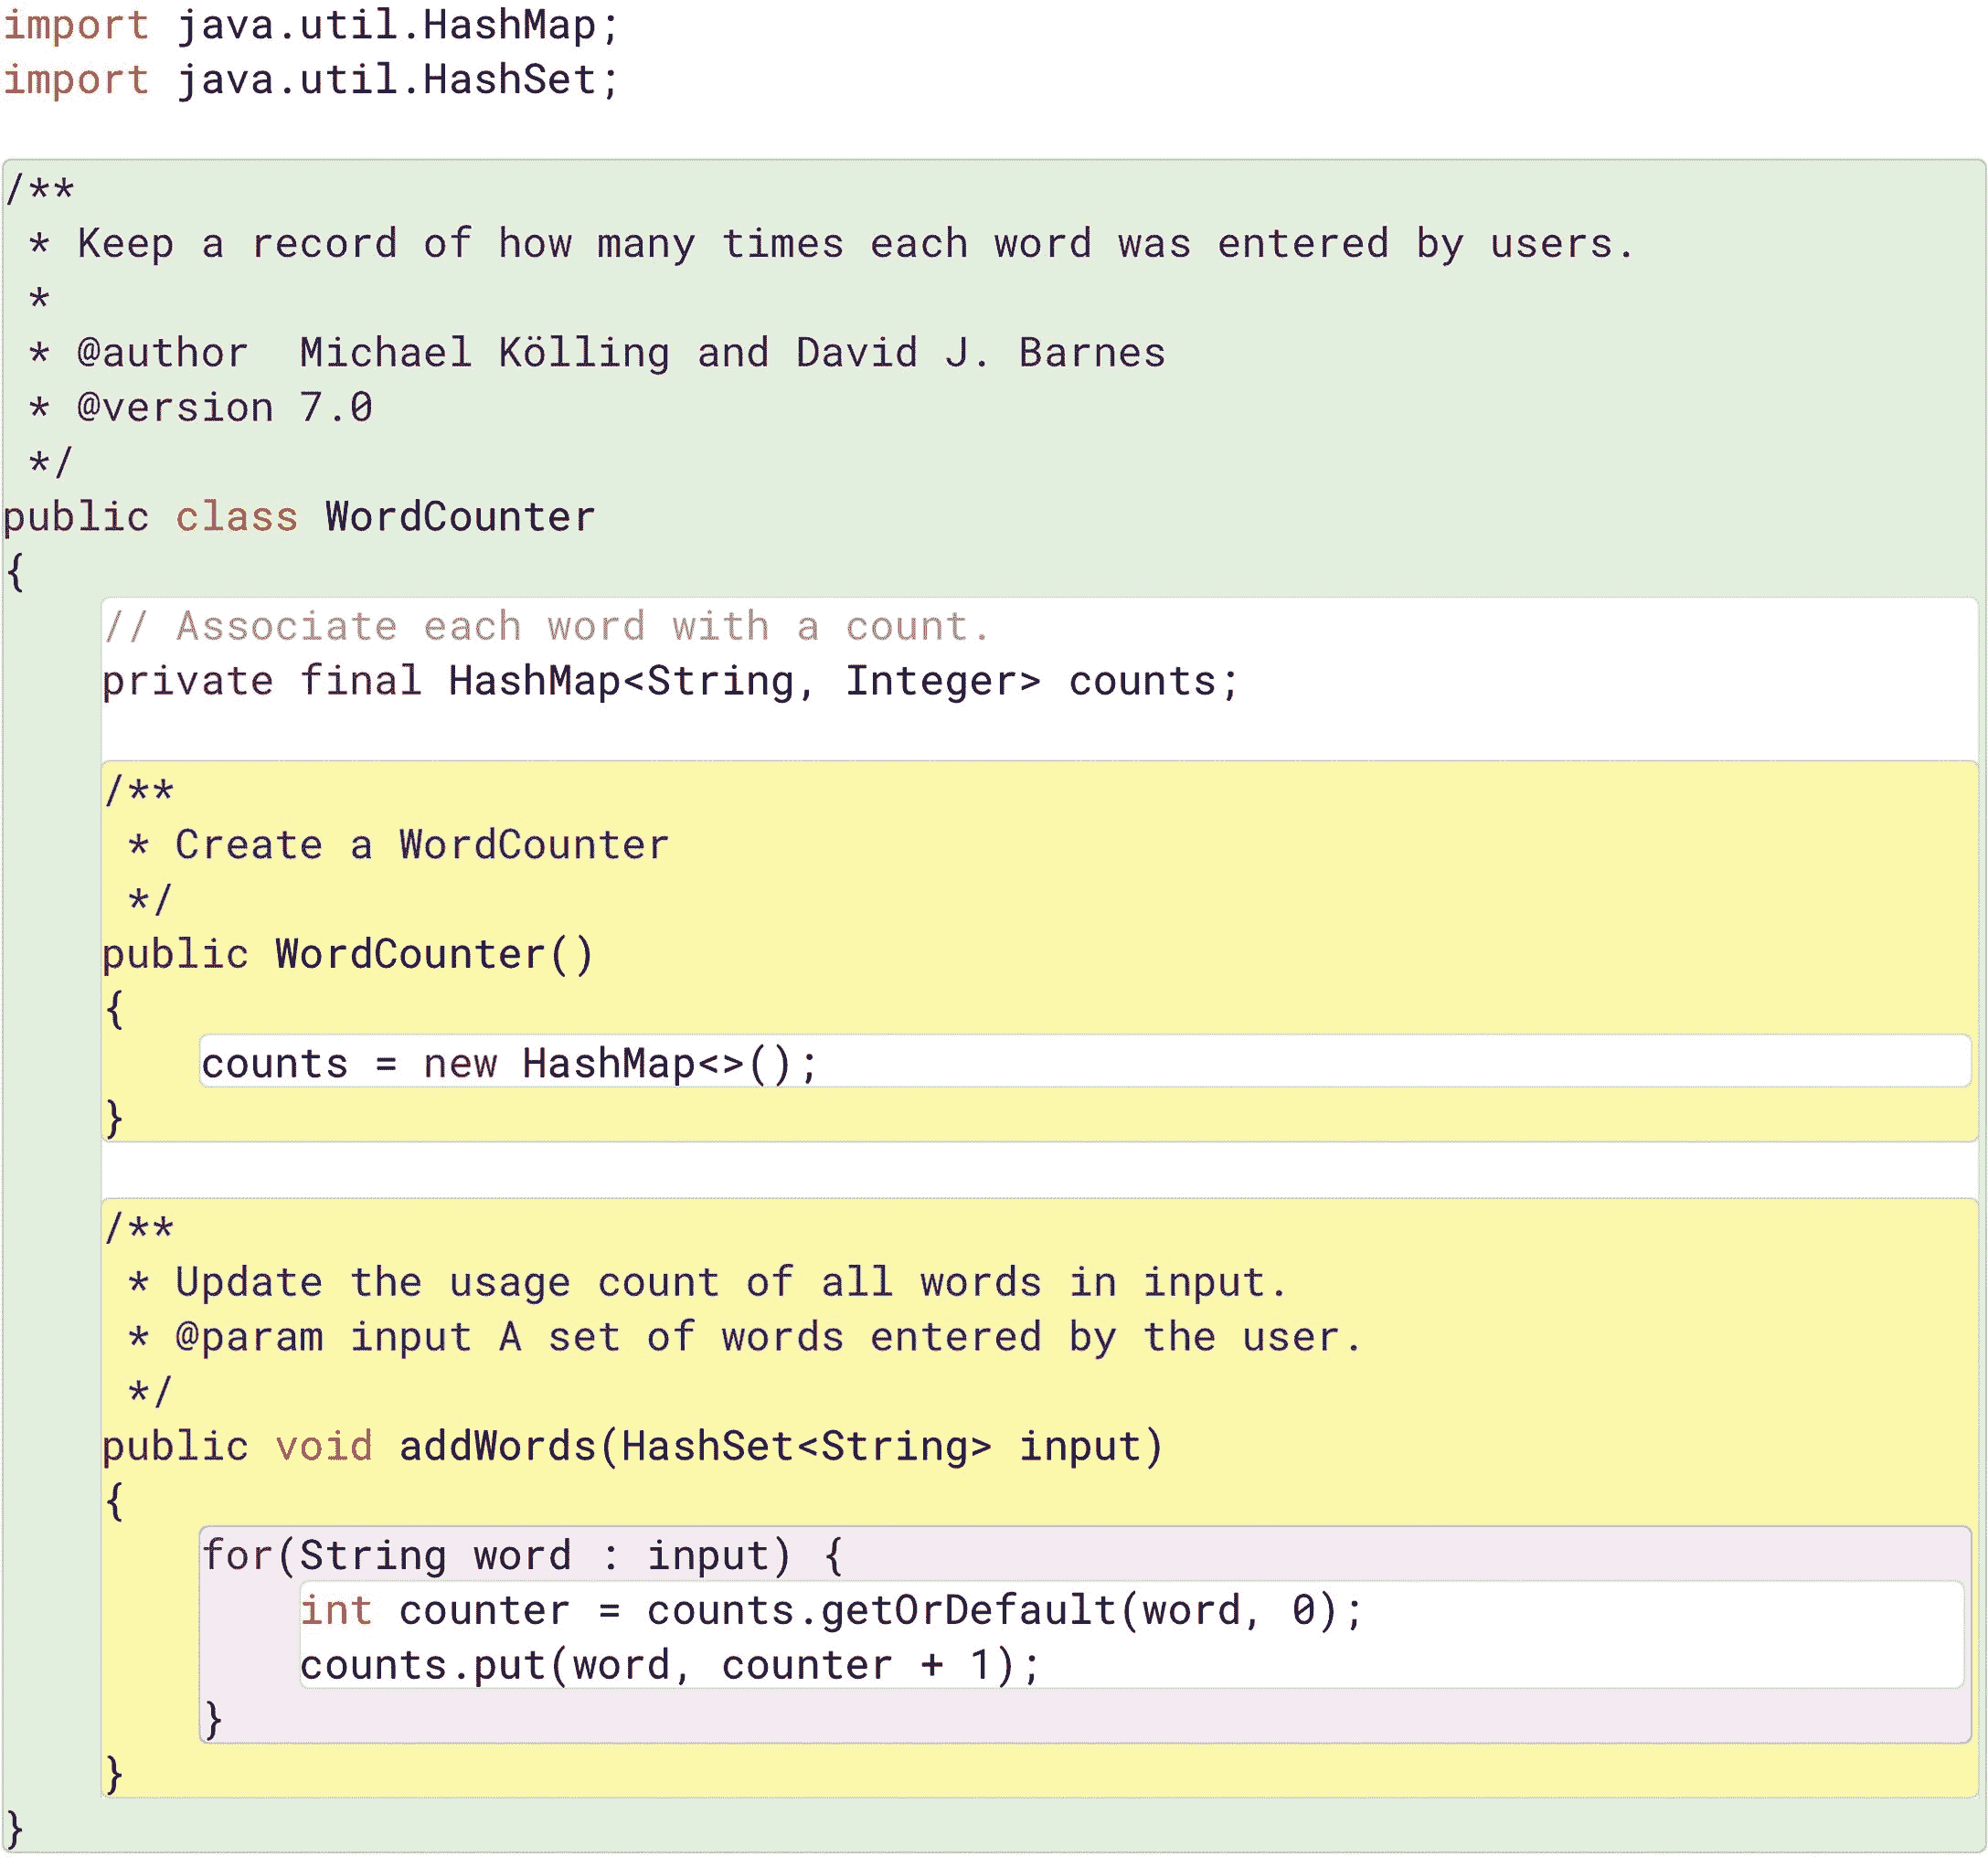 import java.util.HashMap;
import java.util.HashSet;

/**
 * Keep a record of how many times each word was entered by users.
 *
 * @author  Michael Kölling and David J. Barnes
 * @version 7.0
 */
public class WordCounter
{
    // Associate each word with a count.
    private final HashMap<String, Integer> counts;

    /**
     * Create a WordCounter
     */
    public WordCounter()
    {
        counts = new HashMap<>();
    }

    /**
     * Update the usage count of all words in input.
     * @param input A set of words entered by the user.
     */
    public void addWords(HashSet<String> input)
    {
        for(String word : input) {
            int counter = counts.getOrDefault(word, 0);
            counts.put(word, counter + 1);
        }
    }
}